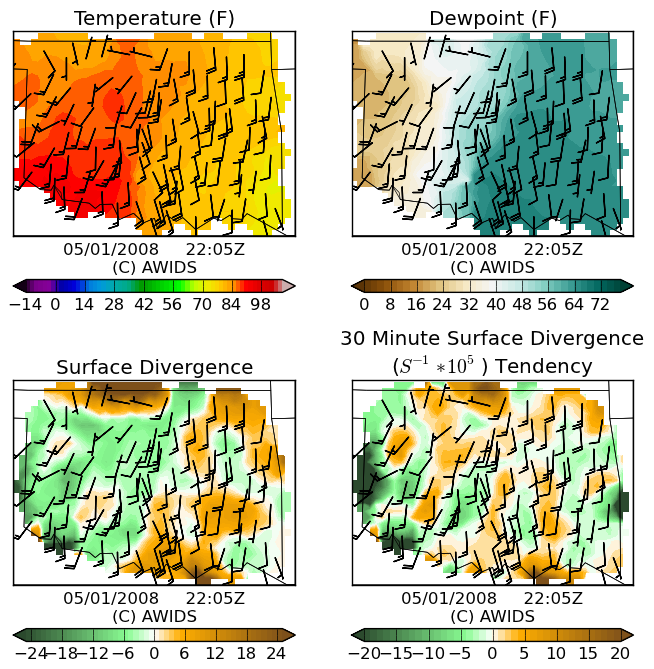 Temperature (F)
Dewpoint (F)
05/01/2008 22:05Z
(C) AWIDS
05/01/2008 22:05Z
(C) AWIDS
−14 0 14 28 42 56 70 84 98
0 8 16 24 32 40 48 56 64 72
Surface Divergence
30 Minute Surface Divergence
(S⁻¹ *10⁵ ) Tendency
05/01/2008 22:05Z
(C) AWIDS
05/01/2008 22:05Z
(C) AWIDS
−24 −18 −12 −6 0 6 12 18 24
−20 −15 −10 −5 0 5 10 15 20